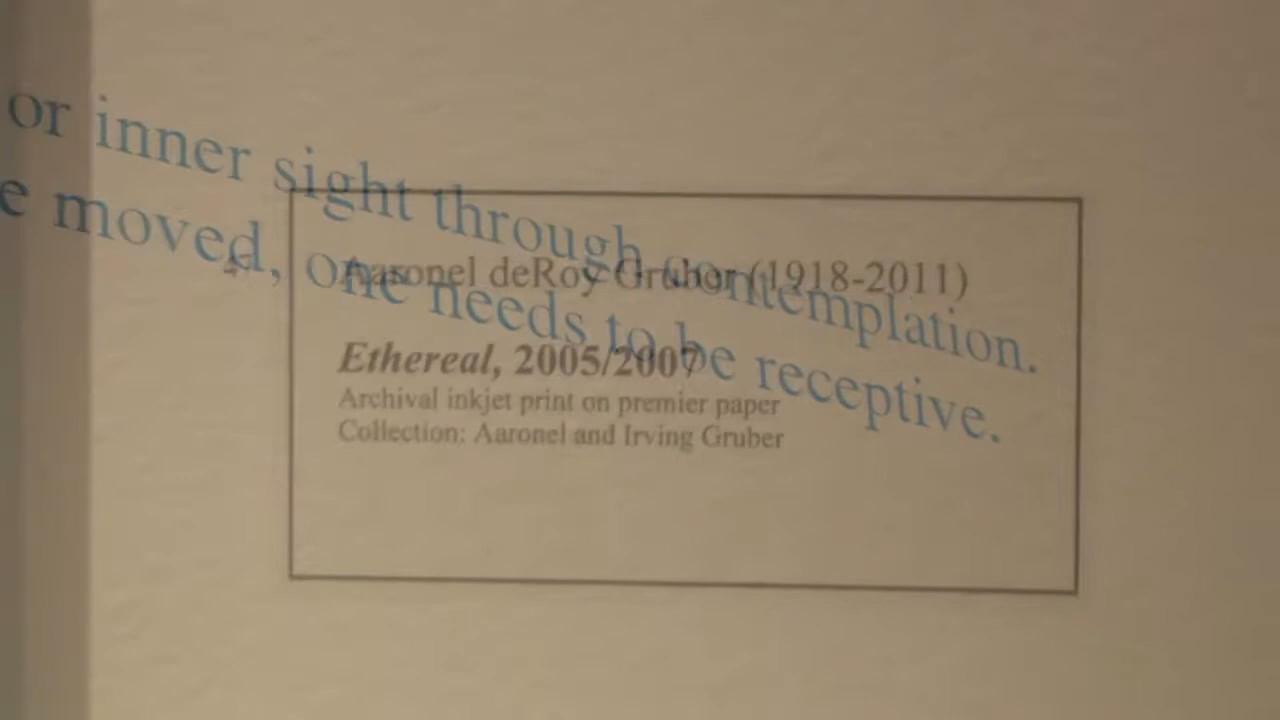 or inner sight through contemplation.
e moved, one needs to be receptive.
Aaronel deRoy Gruber (1918-2011)
Ethereal, 2005/2007
Archival inkjet print on premier paper
Collection: Aaronel and Irving Gruber